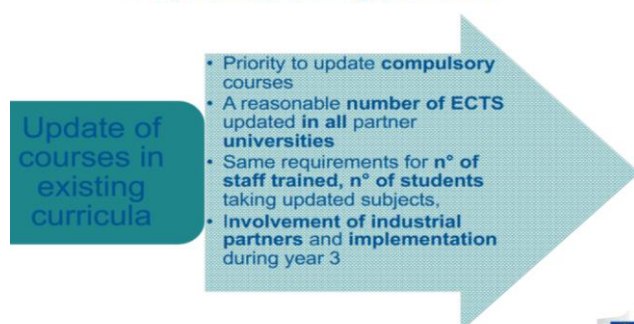 Update of
courses in
existing
curricula
• Priority to update compulsory
courses
• A reasonable number of ECTS
updated in all partner
universities
• Same requirements for n° of
staff trained, n° of students
taking updated subjects,
• Involvement of industrial
partners and implementation
during year 3